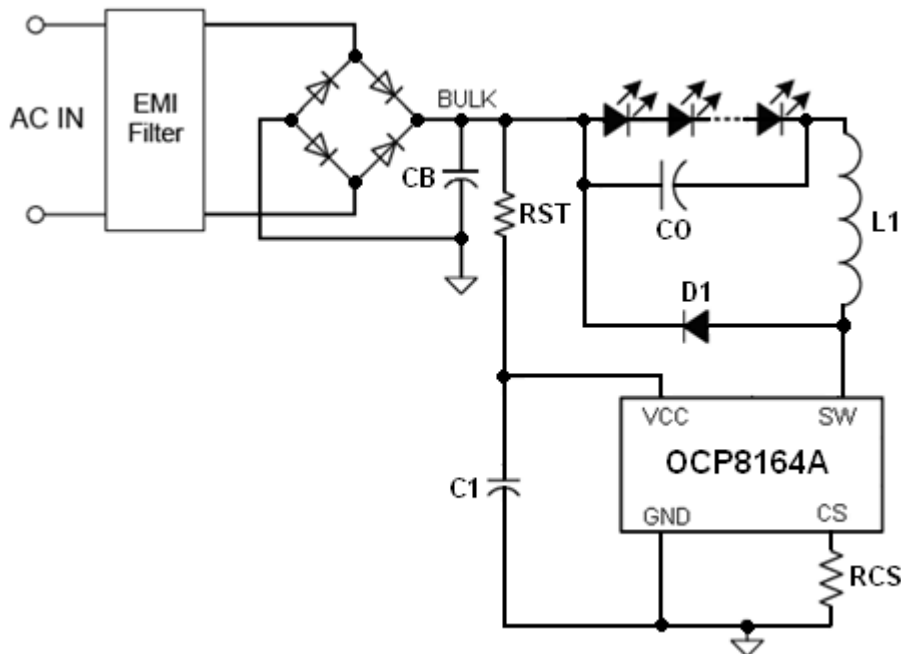 AC IN
EMI
Filter
BULK
CB
RST
CO
L1
D1
VCC
SW
OCP8164A
C1
GND
CS
RCS